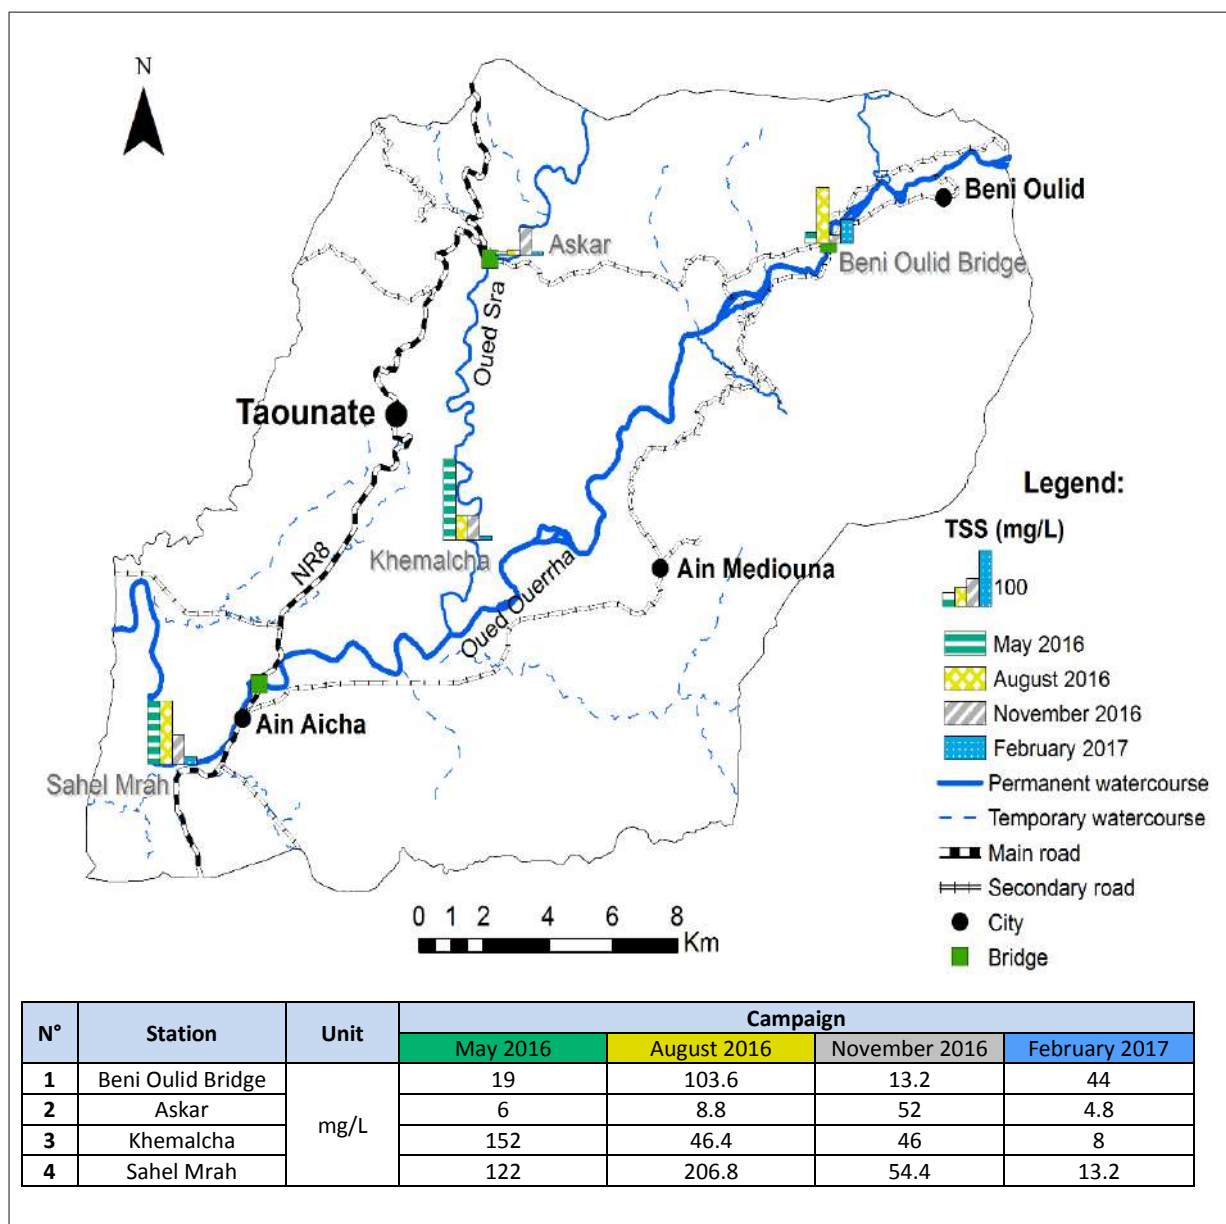 N
Beni Oulid
Askar
Beni Oulid Bridge
Oued Sra
Taounate
Legend:
TSS (mg/L)
100
Khemalcha
NR8
Oued Ouerrha
Ain Mediouna
May 2016
August 2016
November 2016
February 2017
Ain Aicha
Sahel Mrah
Permanent watercourse
Temporary watercourse
Main road
Secondary road
City
Bridge
0 1 2 4 6 8
Km
N° Station Unit Campaign
May 2016 August 2016 November 2016 February 2017
1 Beni Oulid Bridge mg/L 19 103.6 13.2 44
2 Askar 6 8.8 52 4.8
3 Khemalcha 152 46.4 46 8
4 Sahel Mrah 122 206.8 54.4 13.2